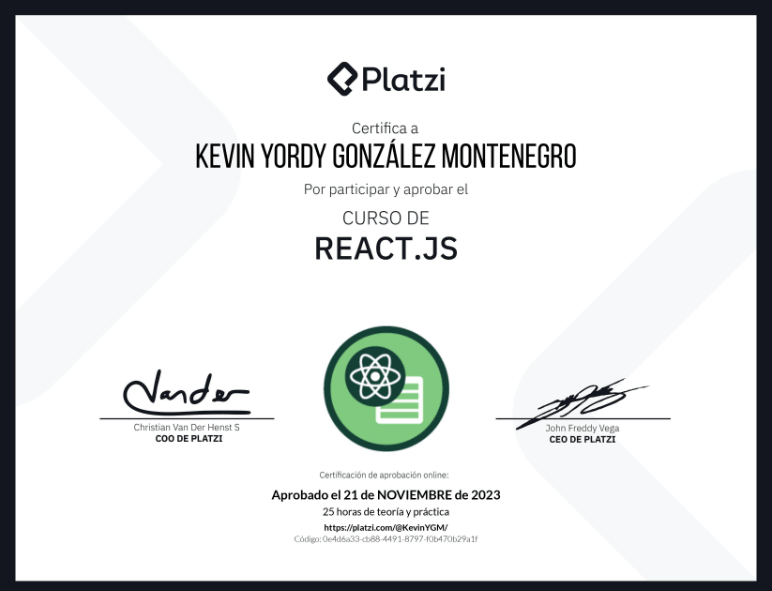 Platzi
Certifica a
KEVIN YORDY GONZÁLEZ MONTENEGRO
Por participar y aprobar el
CURSO DE
REACT.JS
Vander
Christian Van Der Henst S
COO DE PLATZI
John Freddy Vega
CEO DE PLATZI
Certificación de aprobación online:
Aprobado el 21 de NOVIEMBRE de 2023
25 horas de teoría y práctica
https://platzi.com/@KevinYGM/
Código: 0e4d6a33-cb88-4491-8797-f0b470b29a1f